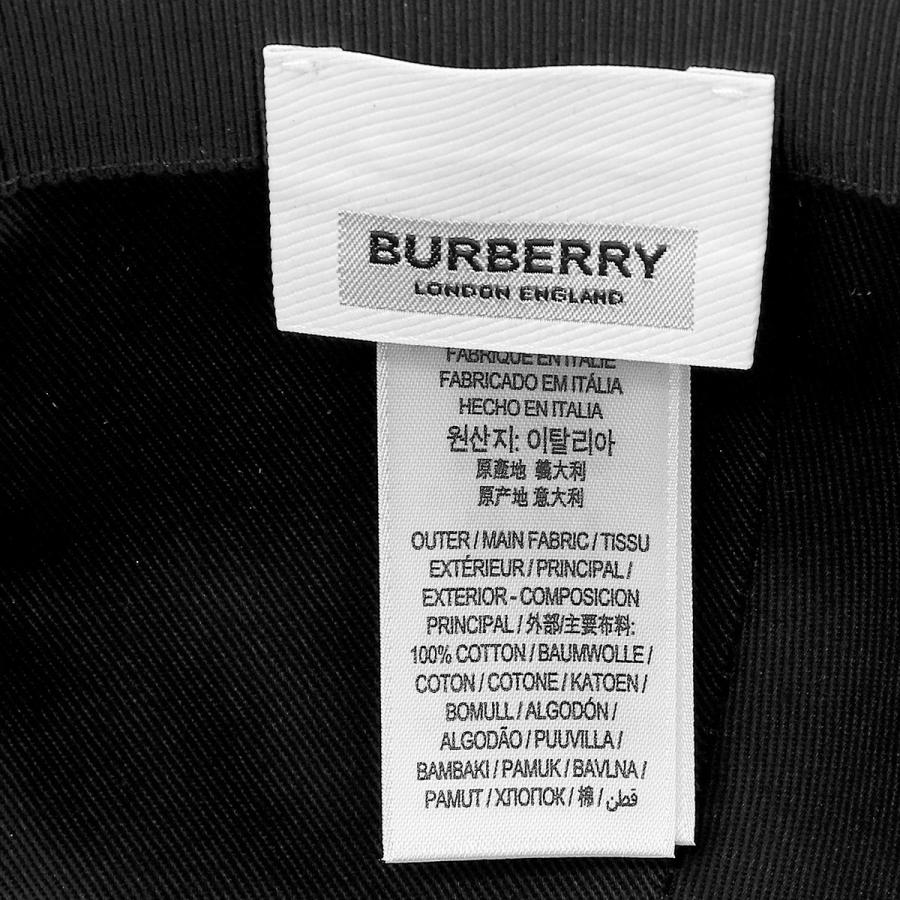 BURBERRY
LONDON ENGLAND
FABRIQUÉ EN ITALIE
FABRICADO EM ITÁLIA
HECHO EN ITALIA
원산지: 이탈리아
原產地 義大利
原产地 意大利
OUTER / MAIN FABRIC / TISSU
EXTÉRIEUR / PRINCIPAL /
EXTERIOR - COMPOSICION
PRINCIPAL / 外部/主要布料:
100% COTTON / BAUMWOLLE /
COTON / COTONE / KATOEN /
BOMULL / ALGODÓN /
ALGODÃO / PUUVILLA /
BAMBAKI / PAMUK / BAVLNA /
PAMUT / ХЛОПОК / 棉 / قطن